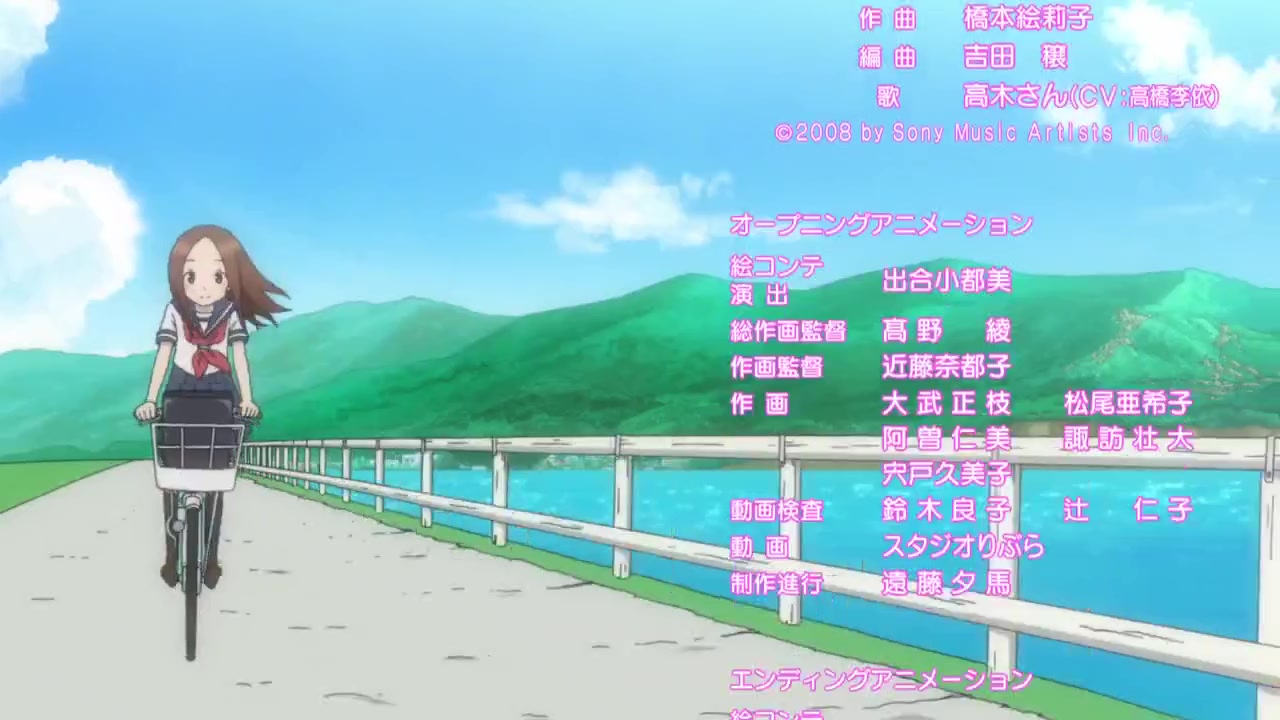 作 曲 橋本絵莉子
編 曲 吉田 穣
歌 高木さん(CV:高橋李依)
©2008 by Sony Music Artists Inc.
オープニングアニメーション
絵コンテ
演 出 出合小都美
総作画監督 髙野 綾
作画監督 近藤奈都子
作 画 大武正枝 松尾亜希子
阿曽仁美 諏訪壮太
宍戸久美子
動画検査 鈴木良子 辻 仁子
動 画 スタジオりぶら
制作進行 遠藤夕馬
エンディングアニメーション
絵コンテ